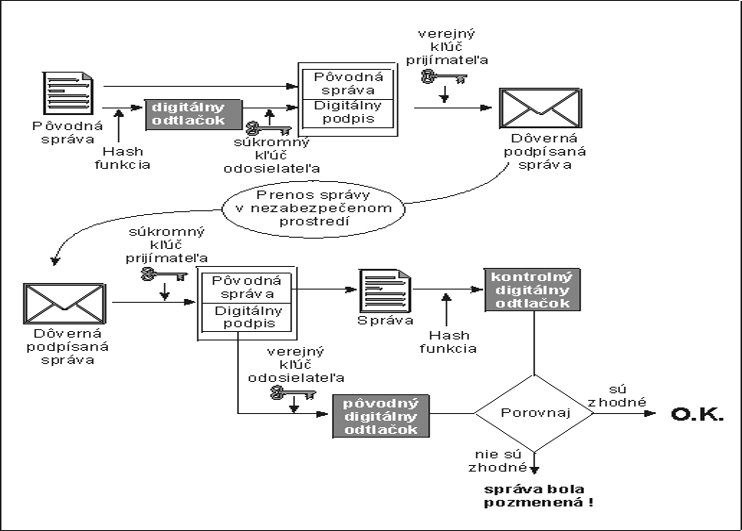 verejný
kľúč
prijímateľa
Pôvodná
správa
Digitálny
podpis
digitálny
odtlačok
Pôvodná
správa
Hash
funkcia
súkromný
kľúč
odosielateľa
Dôverná
podpísaná
správa
Prenos správy
v nezabezpečenom
prostredí
súkromný
kľúč
prijímateľa
Dôverná
podpísaná
správa
Pôvodná
správa
Digitálny
podpis
Správa
Hash
funkcia
kontrolný
digitálny
odtlačok
verejný
kľúč
odosielateľa
pôvodný
digitálny
odtlačok
Porovnaj
sú
zhodné
O.K.
nie sú
zhodné
správa bola
pozmenená !